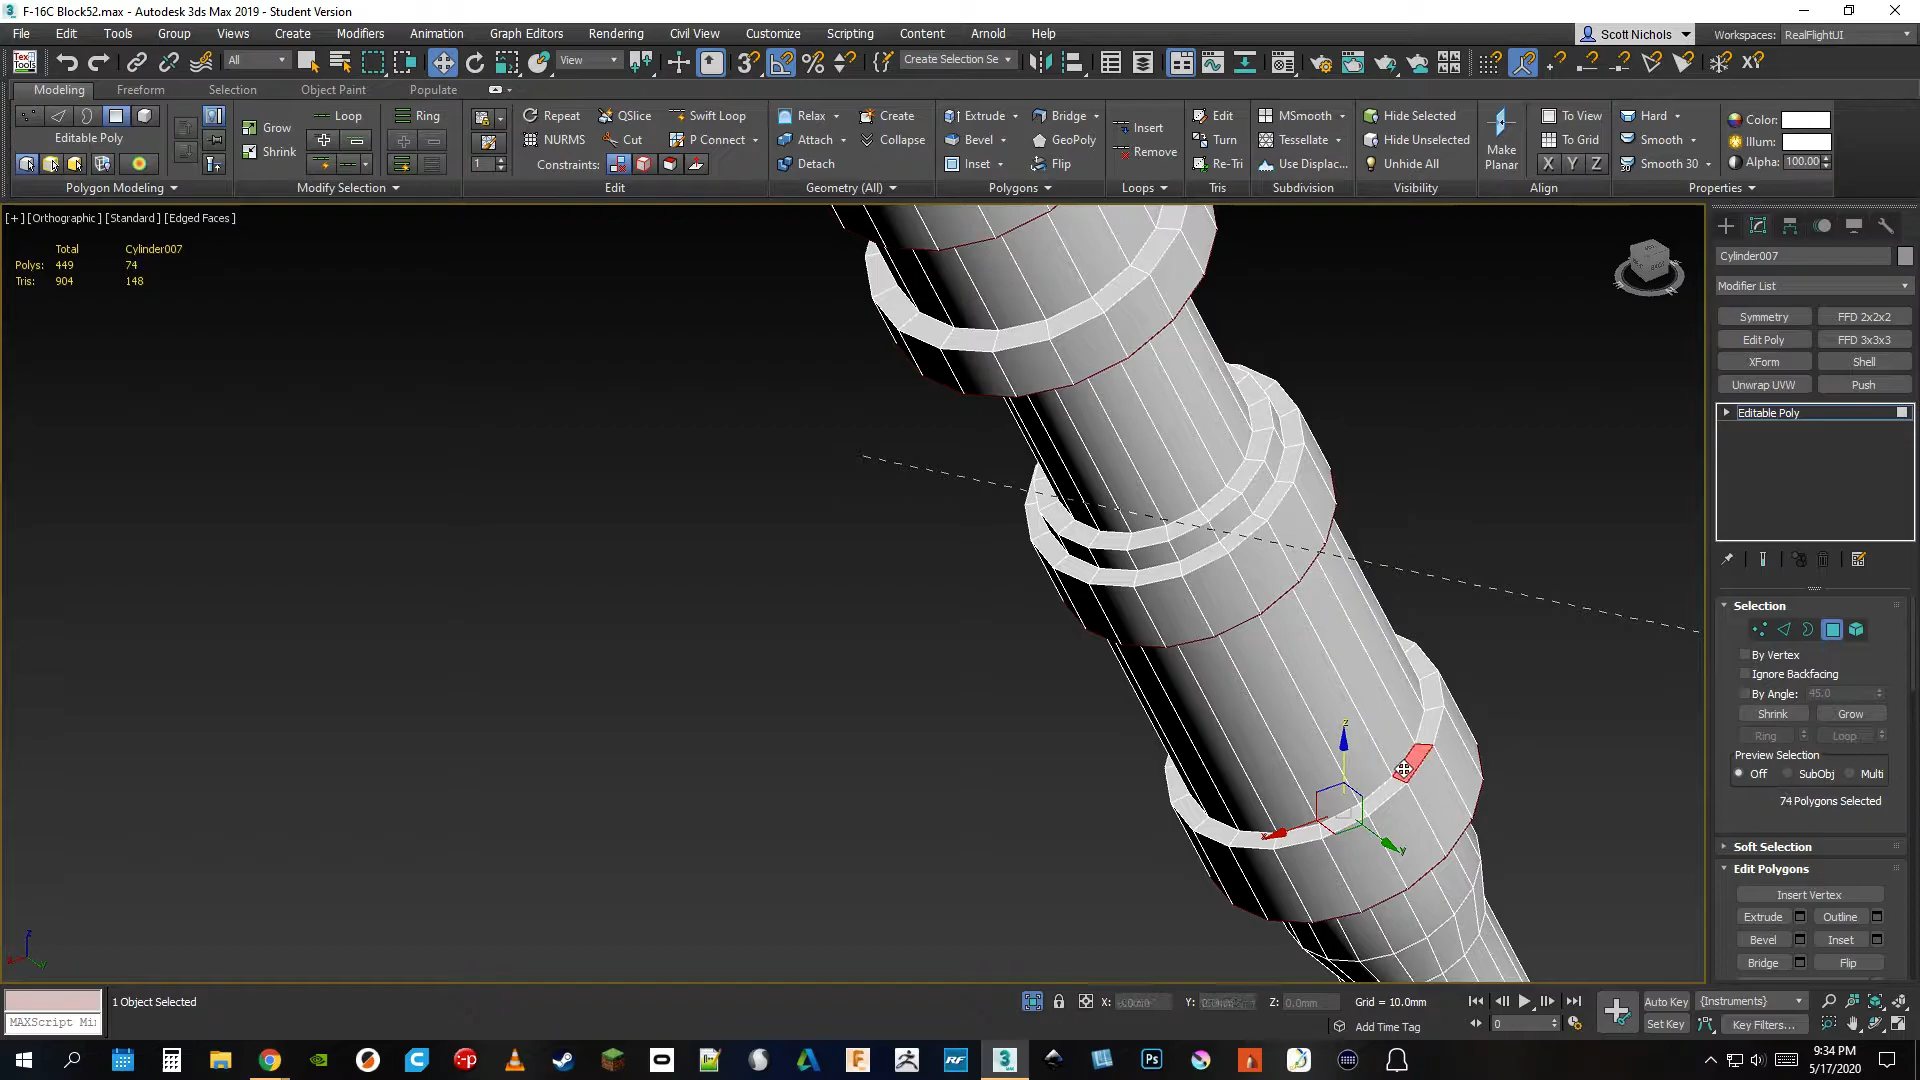 F-16C Block52.max - Autodesk 3ds Max 2019 - Student Version
File Edit Tools Group Views Create Modifiers Animation Graph Editors Rendering Civil View Customize Scripting Content Arnold Help
Scott Nichols Workspaces: RealFlightUI
Tex Tools All View Create Selection Se
Modeling Freeform Selection Object Paint Populate
Loop Ring Repeat QSlice Swift Loop Relax Create Extrude Bridge Insert Edit MSmooth Hide Selected To View Hard Color:
Polygon Modeling Grow NURMS Cut P Connect Attach Collapse Bevel GeoPoly Remove Turn Tessellate Hide Unselected Make Planar To Grid Smooth Illum:
Shrink 1 Constraints: Detach Inset Flip Re-Tri Use Displac... Unhide All X Y Z Smooth 30 Alpha: 100.00
Polygon Modeling Modify Selection Edit Geometry (All) Polygons Loops Tris Subdivision Visibility Align Properties
[+] [Orthographic] [Standard] [Edged Faces]
Total Cylinder007
Polys: 449 74
Tris: 904 148
Cylinder007
Modifier List
Symmetry FFD 2x2x2
Edit Poly FFD 3x3x3
XForm Shell
Unwrap UVW Push
Editable Poly
Selection
By Vertex
Ignore Backfacing
By Angle: 45.0
Shrink Grow
Ring Loop
Preview Selection
Off SubObj Multi
74 Polygons Selected
Soft Selection
Edit Polygons
Insert Vertex
Extrude Outline
Bevel Inset
Bridge Flip
z
x
y
1 Object Selected X: Y: Z: 0.0mm Grid = 10.0mm Auto Key {Instruments}
MAXScript Mi Add Time Tag 0 Set Key Key Filters...
9:34 PM
5/17/2020